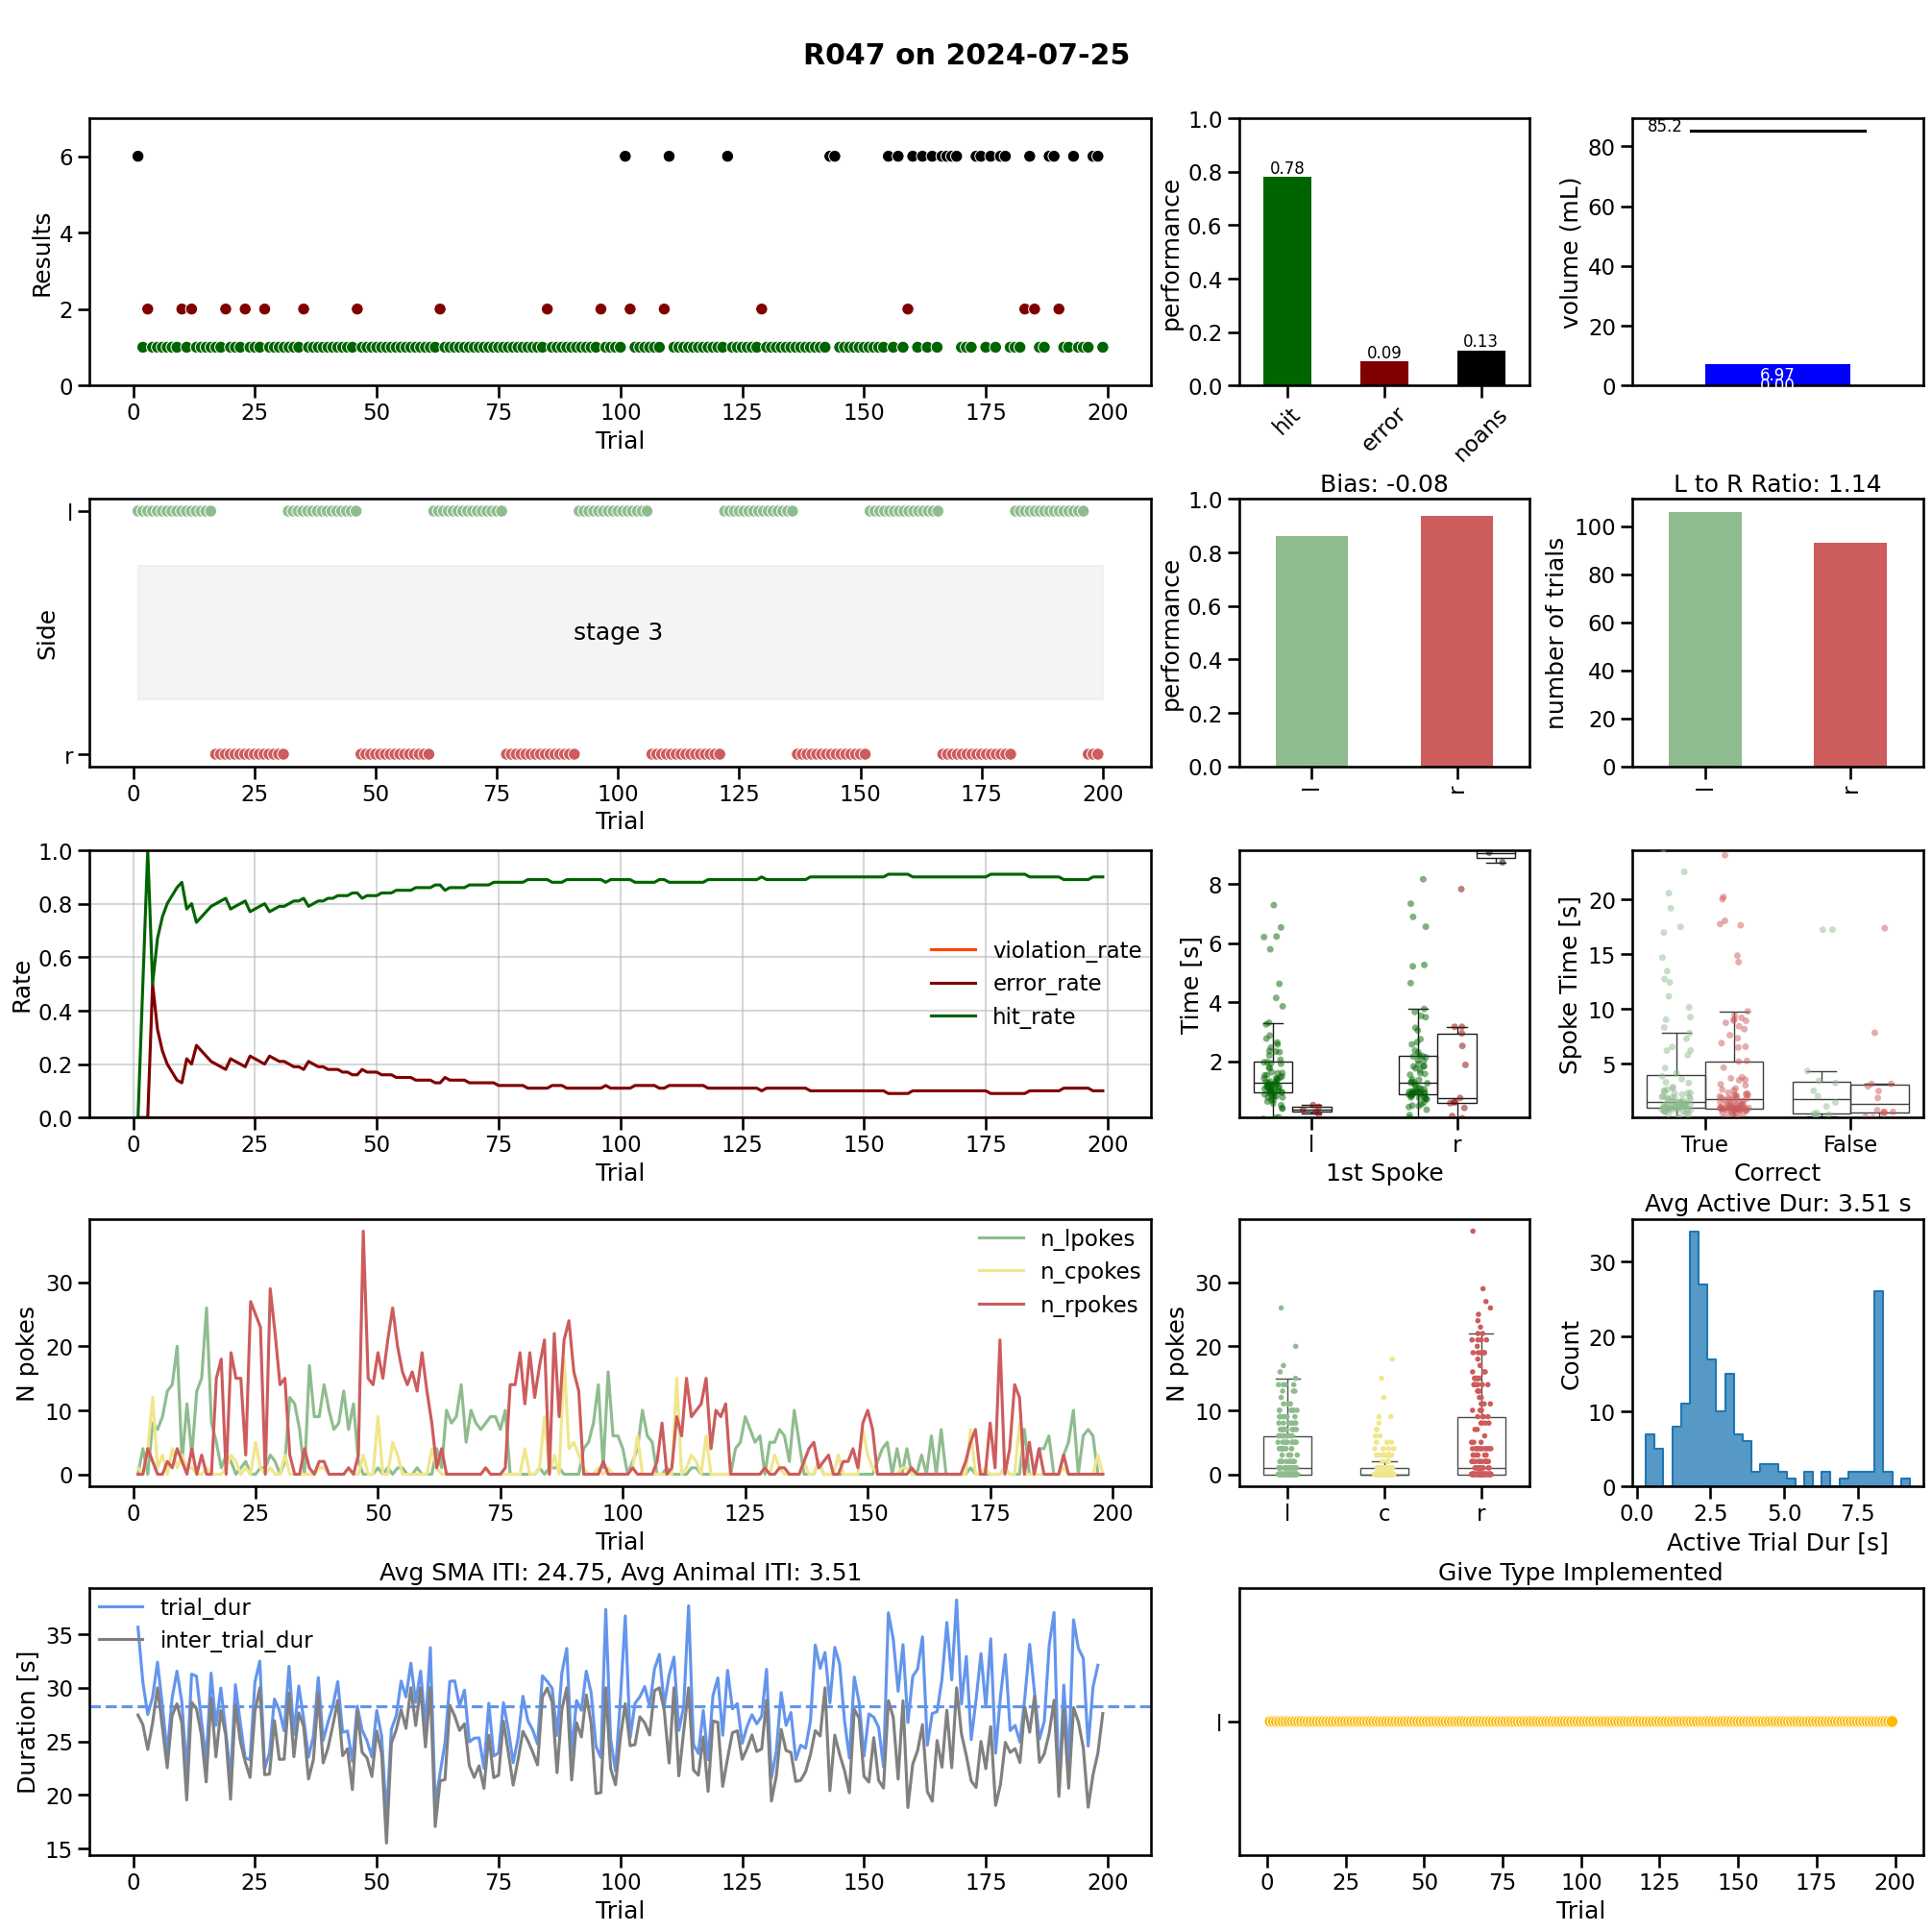 R047 on 2024-07-25
Results
6
4
2
0
0 25 50 75 100 125 150 175 200
Trial
performance
1.0
0.8
0.6
0.4
0.2
0.0
0.78
0.09
0.13
hit error noans
volume (mL)
80
60
40
20
0
85.2
6.97
0.00
Side
l
r
stage 3
0 25 50 75 100 125 150 175 200
Trial
Bias: -0.08
performance
1.0
0.8
0.6
0.4
0.2
0.0
l r
L to R Ratio: 1.14
number of trials
100
80
60
40
20
0
l r
Rate
1.0
0.8
0.6
0.4
0.2
0.0
violation_rate
error_rate
hit_rate
0 25 50 75 100 125 150 175 200
Trial
Time [s]
8
6
4
2
l r
1st Spoke
Spoke Time [s]
20
15
10
5
True False
Correct
N pokes
30
20
10
0
n_lpokes
n_cpokes
n_rpokes
0 25 50 75 100 125 150 175 200
Trial
N pokes
30
20
10
0
l c r
Avg Active Dur: 3.51 s
Count
30
20
10
0
0.0 2.5 5.0 7.5
Active Trial Dur [s]
Avg SMA ITI: 24.75, Avg Animal ITI: 3.51
Duration [s]
35
30
25
20
15
trial_dur
inter_trial_dur
0 25 50 75 100 125 150 175 200
Trial
Give Type Implemented
l
0 25 50 75 100 125 150 175 200
Trial